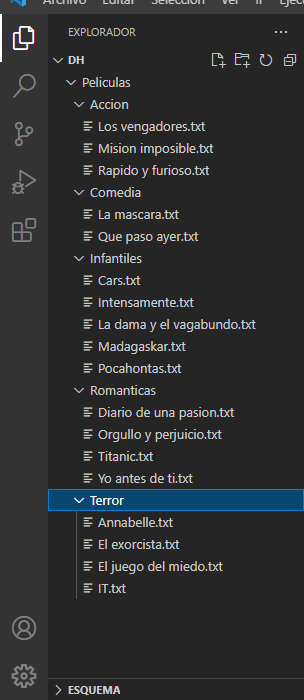 Archivo Editar Selección Ver Ir Ejec
EXPLORADOR
DH
Peliculas
Accion
Los vengadores.txt
Mision imposible.txt
Rapido y furioso.txt
Comedia
La mascara.txt
Que paso ayer.txt
Infantiles
Cars.txt
Intensamente.txt
La dama y el vagabundo.txt
Madagaskar.txt
Pocahontas.txt
Romanticas
Diario de una pasion.txt
Orgullo y perjuicio.txt
Titanic.txt
Yo antes de ti.txt
Terror
Annabelle.txt
El exorcista.txt
El juego del miedo.txt
IT.txt
ESQUEMA